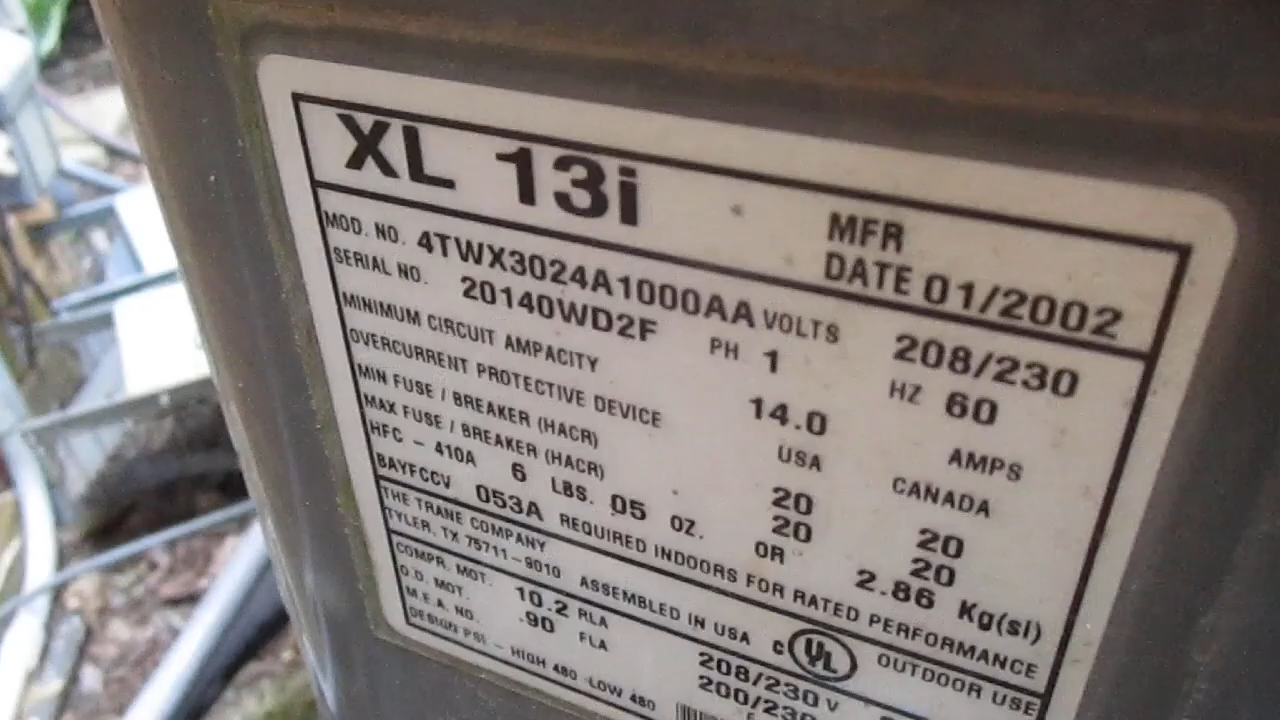 XL 13i
MFR
DATE 01/2002
MOD. NO. 4TWX3024A1000AA VOLTS 208/230
SERIAL NO. 20140WD2F PH 1 HZ 60
MINIMUM CIRCUIT AMPACITY 14.0 AMPS
OVERCURRENT PROTECTIVE DEVICE USA CANADA
MIN FUSE / BREAKER (HACR) 20 20
MAX FUSE / BREAKER (HACR) 20 20
HFC - 410A 6 LBS. 05 OZ. OR 2.86 Kg(si)
BAYFCCV 053A REQUIRED INDOORS FOR RATED PERFORMANCE
THE TRANE COMPANY
TYLER, TX 75711-9010 ASSEMBLED IN USA C UL OUTDOOR USE
COMPR. MOT. 10.2 RLA 208/230 V
O.D. MOT. .90 FLA 200/230
M.E.A. NO.
DESIGN PSI - HIGH 480 LOW 480